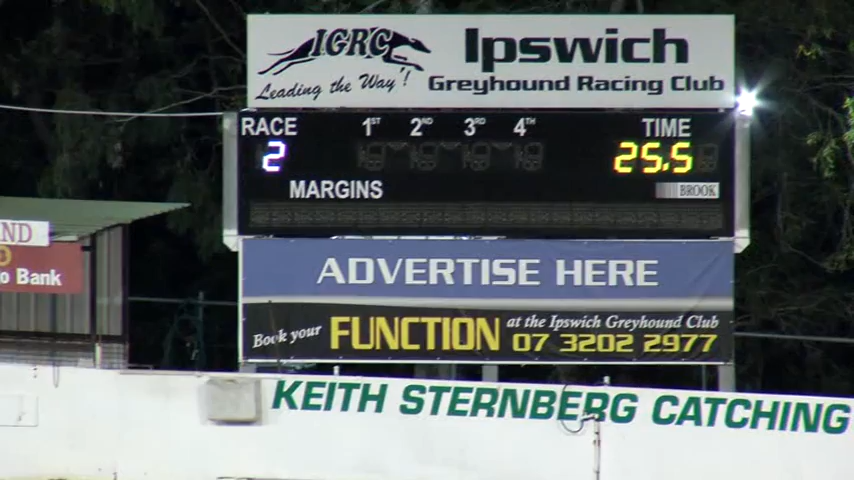 IGRC
Leading the Way!
Ipswich
Greyhound Racing Club
RACE 1ST 2ND 3RD 4TH TIME
2 25.5
MARGINS BROOK
ADVERTISE HERE
Book your FUNCTION at the Ipswich Greyhound Club
07 3202 2977
ND
o Bank
KEITH STERNBERG CATCHING